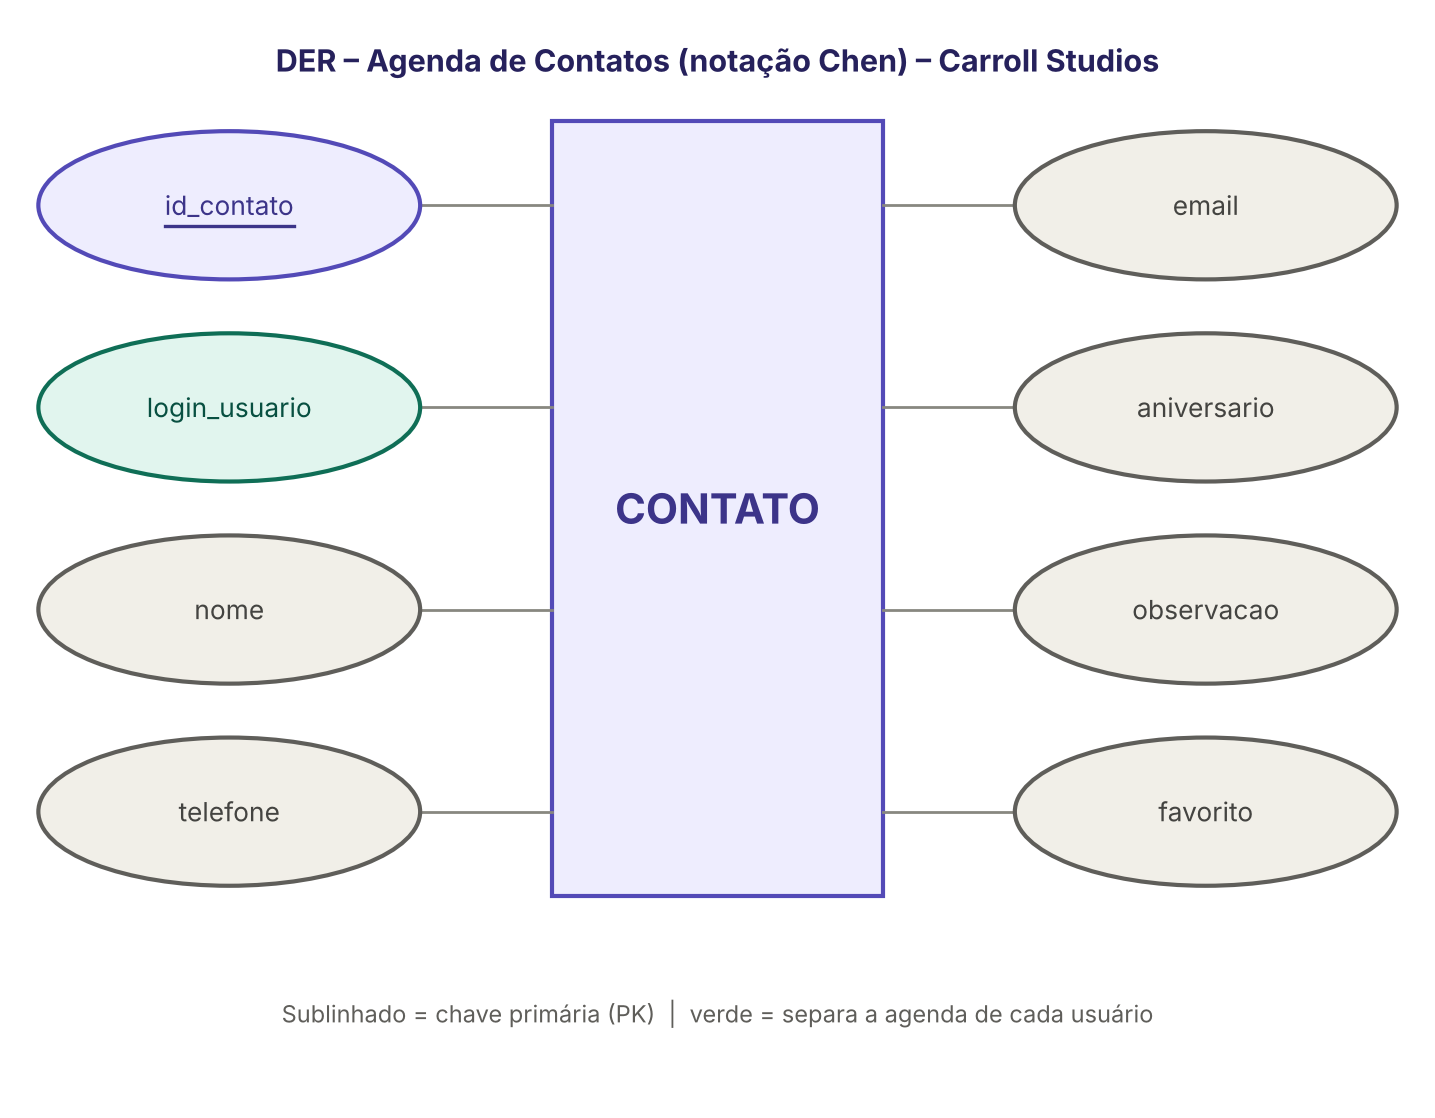 DER – Agenda de Contatos (notação Chen) – Carroll Studios
id_contato
login_usuario
nome
telefone
CONTATO
email
aniversario
observacao
favorito
Sublinhado = chave primária (PK) | verde = separa a agenda de cada usuário